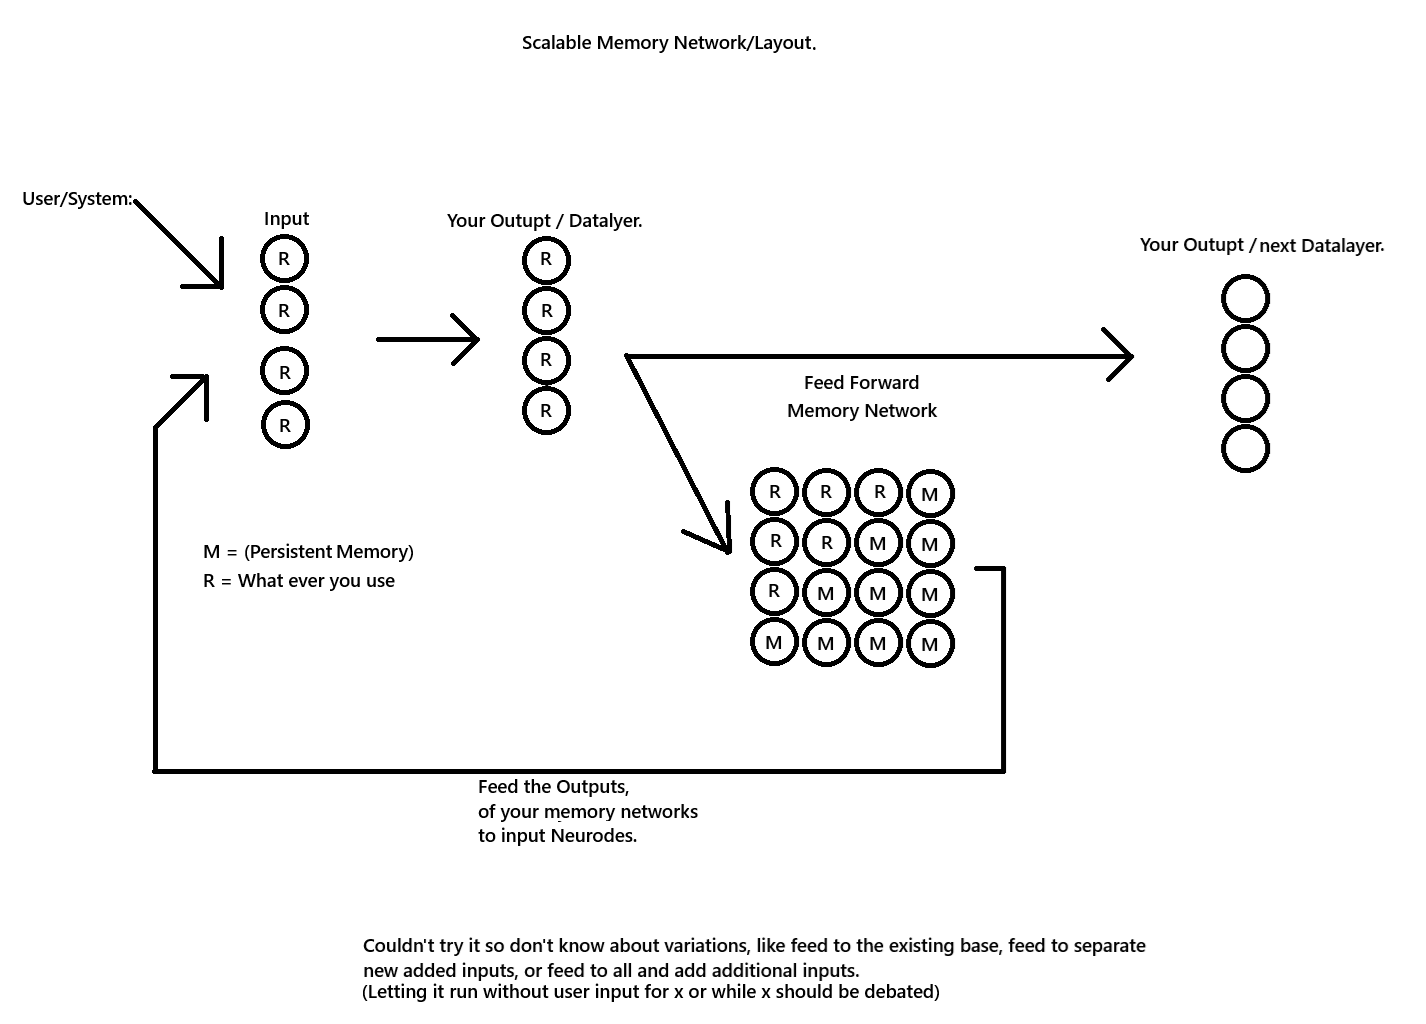 Scalable Memory Network/Layout.
User/System:
Input
Your Outupt / Datalyer.
Your Outupt / next Datalayer.
R
R
R
R
R
R
R
R
Feed Forward
Memory Network
R R R M
R R M M
R M M M
M M M M
M = (Persistent Memory)
R = What ever you use
Feed the Outputs,
of your memory networks
to input Neurodes.
Couldn't try it so don't know about variations, like feed to the existing base, feed to separate
new added inputs, or feed to all and add additional inputs.
(Letting it run without user input for x or while x should be debated)